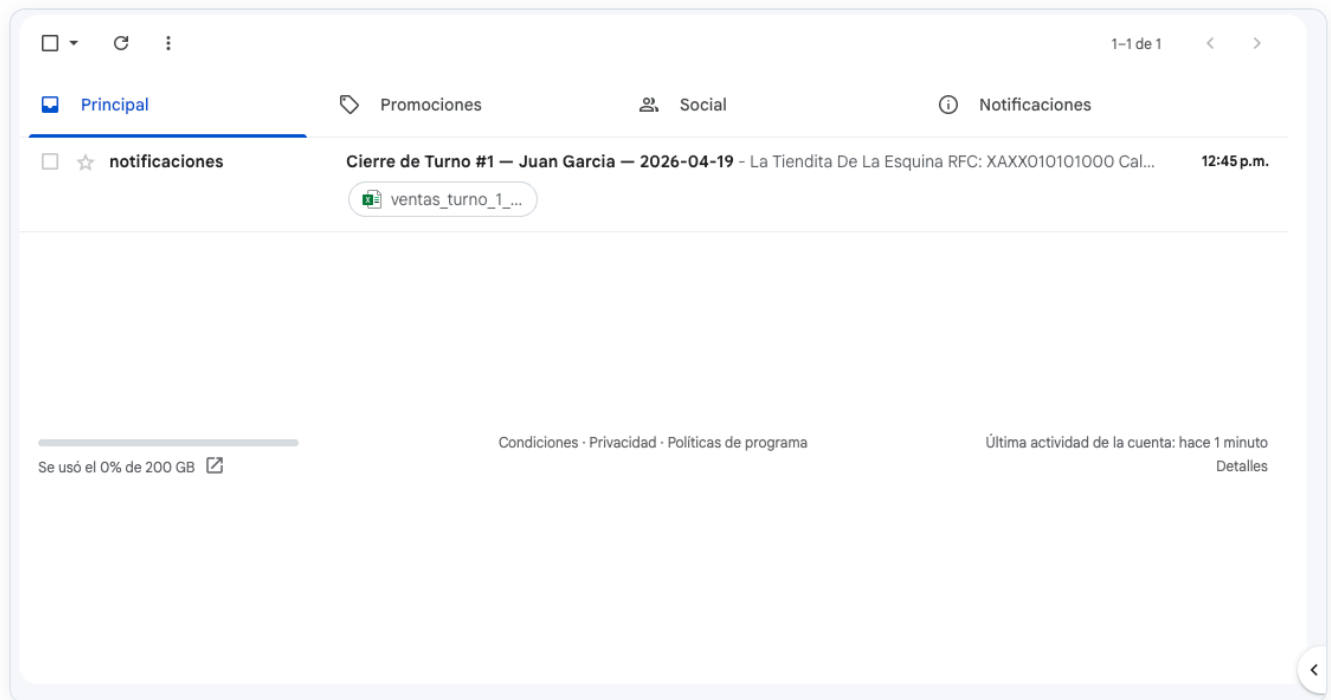 1–1 de 1
Principal
Promociones
Social
Notificaciones
notificaciones
Cierre de Turno #1 — Juan Garcia — 2026-04-19 - La Tiendita De La Esquina RFC: XAXX010101000 Cal...
12:45 p.m.
ventas_turno_1_...
Condiciones · Privacidad · Políticas de programa
Última actividad de la cuenta: hace 1 minuto
Se usó el 0% de 200 GB
Detalles